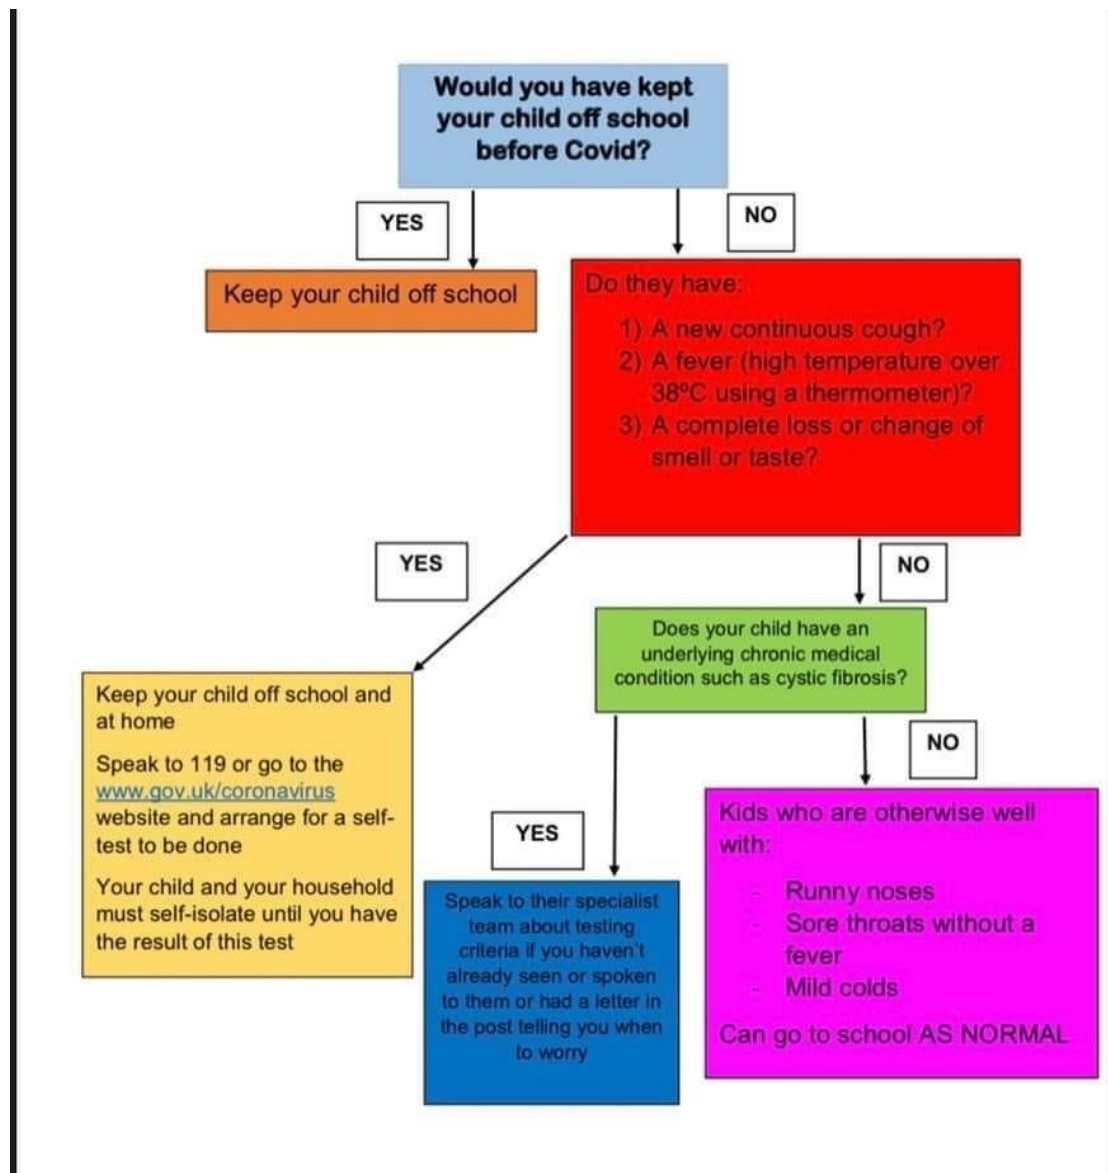 Would you have kept
your child off school
before Covid?
YES
NO
Keep your child off school
Do they have:
1) A new continuous cough?
2) A fever (high temperature over
38ºC using a thermometer)?
3) A complete loss or change of
smell or taste?
YES
NO
Does your child have an
underlying chronic medical
condition such as cystic fibrosis?
Keep your child off school and
at home
Speak to 119 or go to the
www.gov.uk/coronavirus
website and arrange for a self-
test to be done
Your child and your household
must self-isolate until you have
the result of this test
YES
NO
Speak to their specialist
team about testing
criteria if you haven't
already seen or spoken
to them or had a letter in
the post telling you when
to worry
Kids who are otherwise well
with:
- Runny noses
- Sore throats without a
fever
- Mild colds
Can go to school AS NORMAL